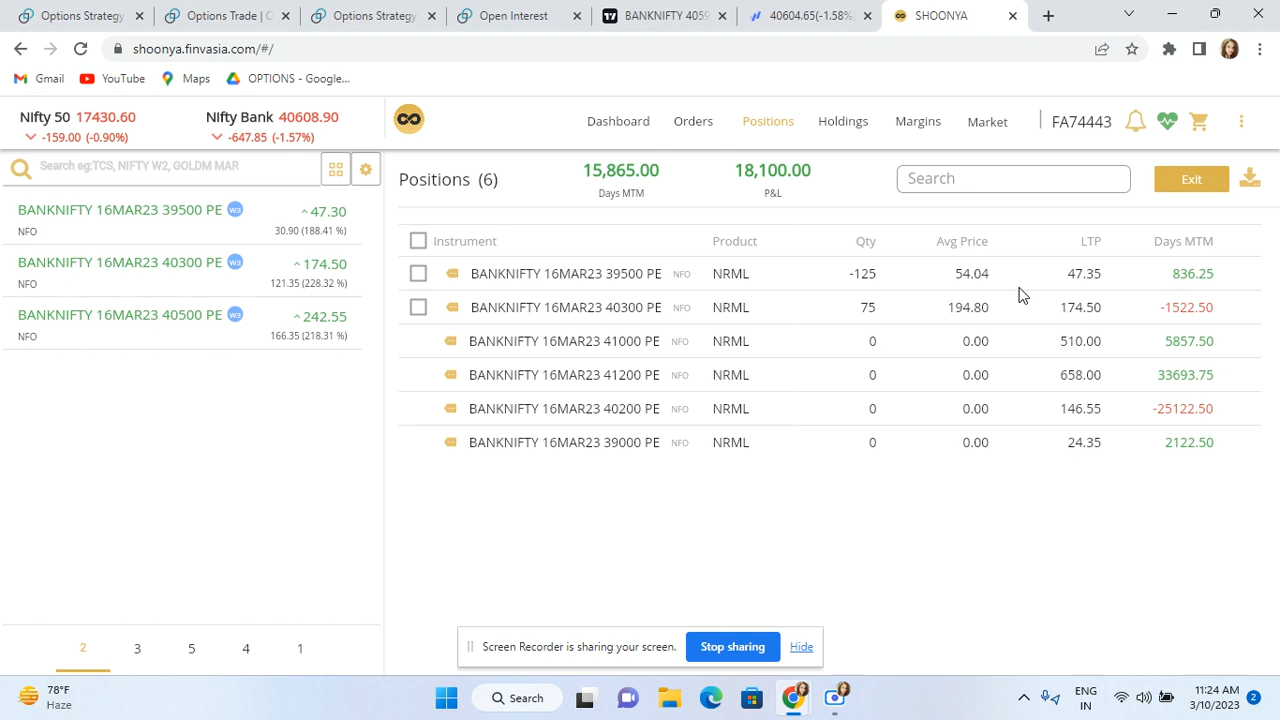 Options Strategy
Options Trade | O
Options Strategy
Open Interest
BANKNIFTY 4059
40604.65(-1.58%
SHOONYA
shoonya.finvasia.com/#/
Gmail
YouTube
Maps
OPTIONS - Google...
Nifty 50 17430.60
-159.00 (-0.90%)
Nifty Bank 40608.90
-647.85 (-1.57%)
Dashboard
Orders
Positions
Holdings
Margins
Market
FA74443
Search eg:TCS, NIFTY W2, GOLDM MAR
Positions (6)
15,865.00
Days MTM
18,100.00
P&L
Search
Exit
BANKNIFTY 16MAR23 39500 PE W3 47.30
NFO 30.90 (188.41 %)
BANKNIFTY 16MAR23 40300 PE W3 174.50
NFO 121.35 (228.32 %)
BANKNIFTY 16MAR23 40500 PE W3 242.55
NFO 166.35 (218.31 %)
Instrument Product Qty Avg Price LTP Days MTM
BANKNIFTY 16MAR23 39500 PE NFO NRML -125 54.04 47.35 836.25
BANKNIFTY 16MAR23 40300 PE NFO NRML 75 194.80 174.50 -1522.50
BANKNIFTY 16MAR23 41000 PE NFO NRML 0 0.00 510.00 5857.50
BANKNIFTY 16MAR23 41200 PE NFO NRML 0 0.00 658.00 33693.75
BANKNIFTY 16MAR23 40200 PE NFO NRML 0 0.00 146.55 -25122.50
BANKNIFTY 16MAR23 39000 PE NFO NRML 0 0.00 24.35 2122.50
2 3 5 4 1
Screen Recorder is sharing your screen. Stop sharing Hide
78°F
Haze
Search
ENG
IN
11:24 AM
3/10/2023
2